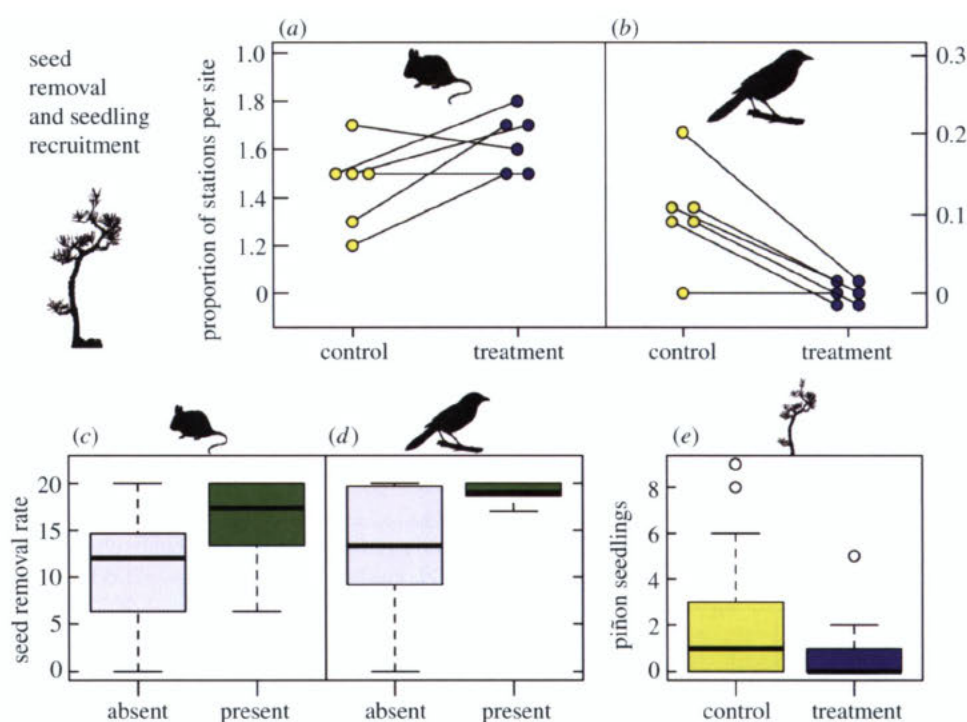 seed
removal
and seedling
recruitment
(a)
(b)
proportion of stations per site
1.0
1.8
1.6
1.4
1.2
0
0.3
0.2
0.1
0
control
treatment
control
treatment
(c)
(d)
(e)
seed removal rate
20
15
10
5
0
absent
present
absent
present
piñon seedlings
8
6
4
2
0
control
treatment